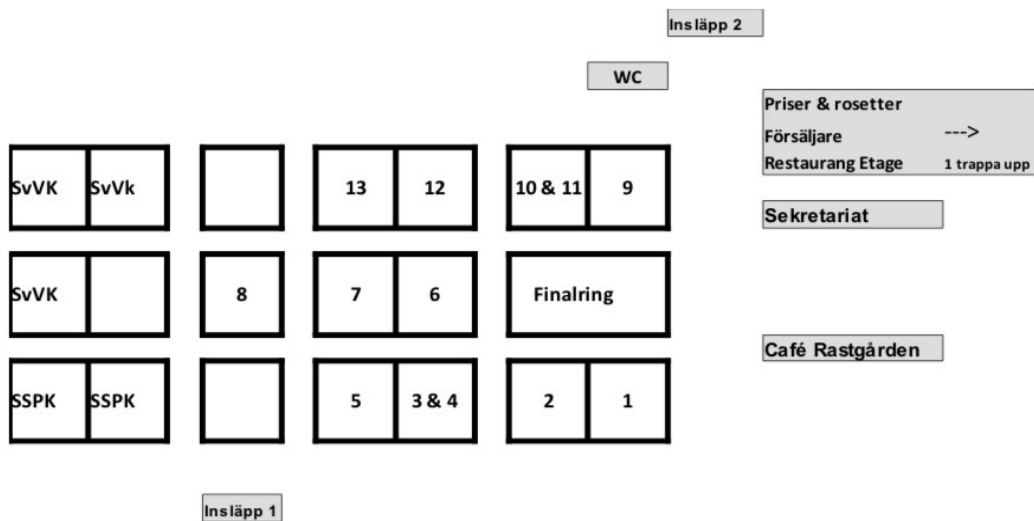 Insläpp 2
WC
Priser & rosetter
Försäljare --->
Restaurang Etage 1 trappa upp
SvVK SvVk 13 12 10 & 11 9
Sekretariat
SvVK 8 7 6 Finalring
Café Rastgården
SSPK SSPK 5 3 & 4 2 1
Insläpp 1